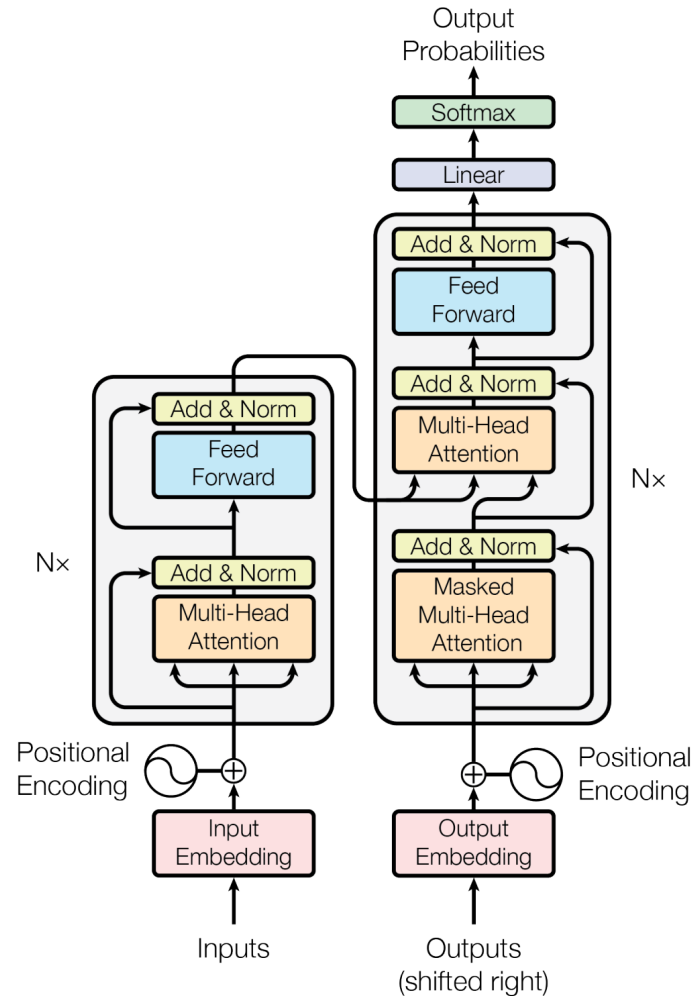 Output
Probabilities
Softmax
Linear
Add & Norm
Feed
Forward
Add & Norm
Multi-Head
Attention
Nx
Add & Norm
Masked
Multi-Head
Attention
Add & Norm
Feed
Forward
Nx
Add & Norm
Multi-Head
Attention
Positional
Encoding
Positional
Encoding
Input
Embedding
Output
Embedding
Inputs
Outputs
(shifted right)